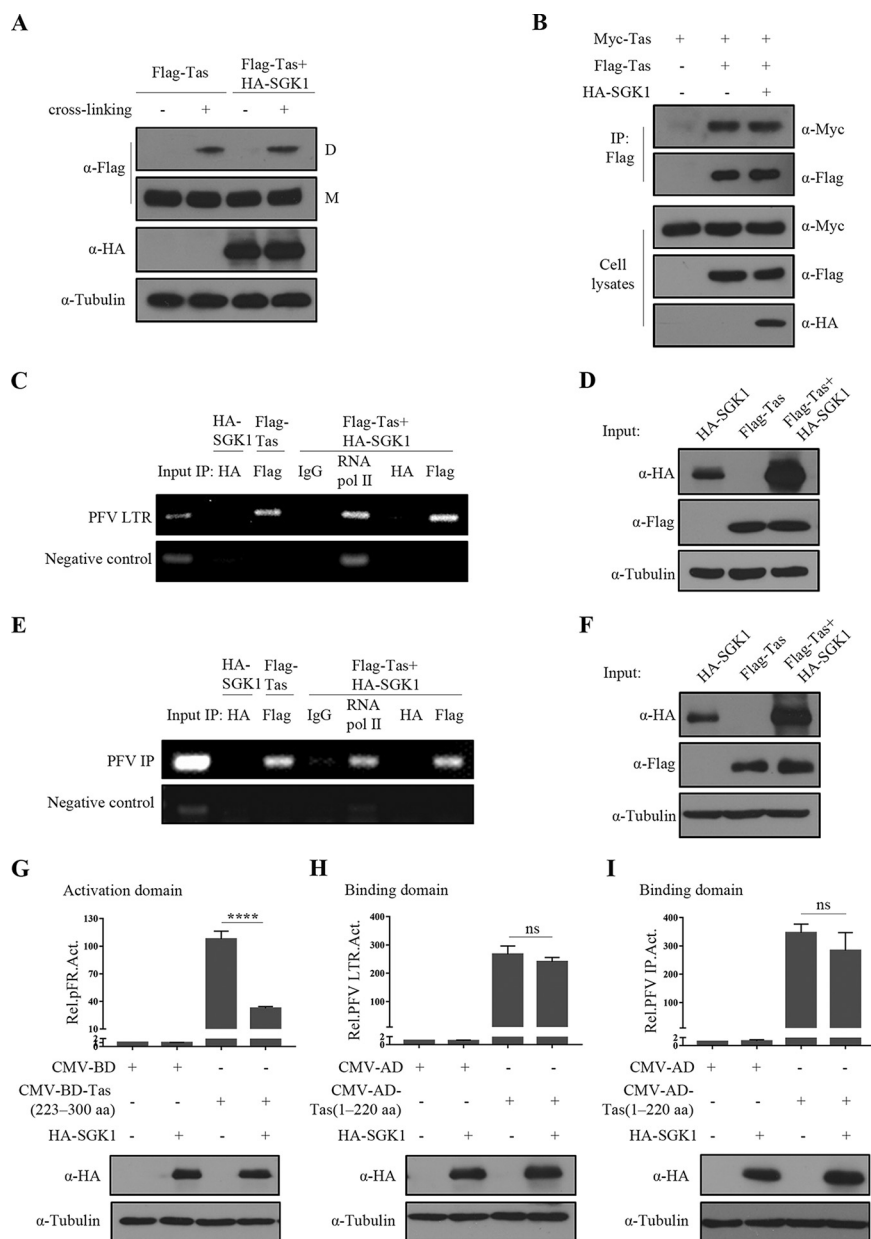 A
Flag-Tas
Flag-Tas+
HA-SGK1
cross-linking - + - +
α-Flag
D
M
α-HA
α-Tubulin
B
Myc-Tas + + +
Flag-Tas - + +
HA-SGK1 - - +
IP:
Flag
α-Myc
α-Flag
Cell
lysates
α-Myc
α-Flag
α-HA
C
HA-
SGK1
Flag-
Tas
Flag-Tas+
HA-SGK1
Input IP: HA Flag IgG RNA
pol II HA Flag
PFV LTR
Negative control
D
Input:
HA-SGK1
Flag-Tas
Flag-Tas+
HA-SGK1
α-HA
α-Flag
α-Tubulin
E
HA-
SGK1
Flag-
Tas
Flag-Tas+
HA-SGK1
Input IP: HA Flag IgG RNA
pol II HA Flag
PFV IP
Negative control
F
Input:
HA-SGK1
Flag-Tas
Flag-Tas+
HA-SGK1
α-HA
α-Flag
α-Tubulin
G
Activation domain
Rel.pFR.Act.
130
100
70
40
10
2
0
****
CMV-BD + + - -
CMV-BD-Tas
(223–300 aa) - - + +
HA-SGK1 - + - +
α-HA
α-Tubulin
H
Binding domain
Rel.PFV LTR.Act.
400
300
200
100
2
0
ns
CMV-AD + + - -
CMV-AD-
Tas(1–220 aa) - - + +
HA-SGK1 - + - +
α-HA
α-Tubulin
I
Binding domain
Rel.PFV IP.Act.
400
300
200
100
2
0
ns
CMV-AD + + - -
CMV-AD-
Tas(1–220 aa) - - + +
HA-SGK1 - + - +
α-HA
α-Tubulin